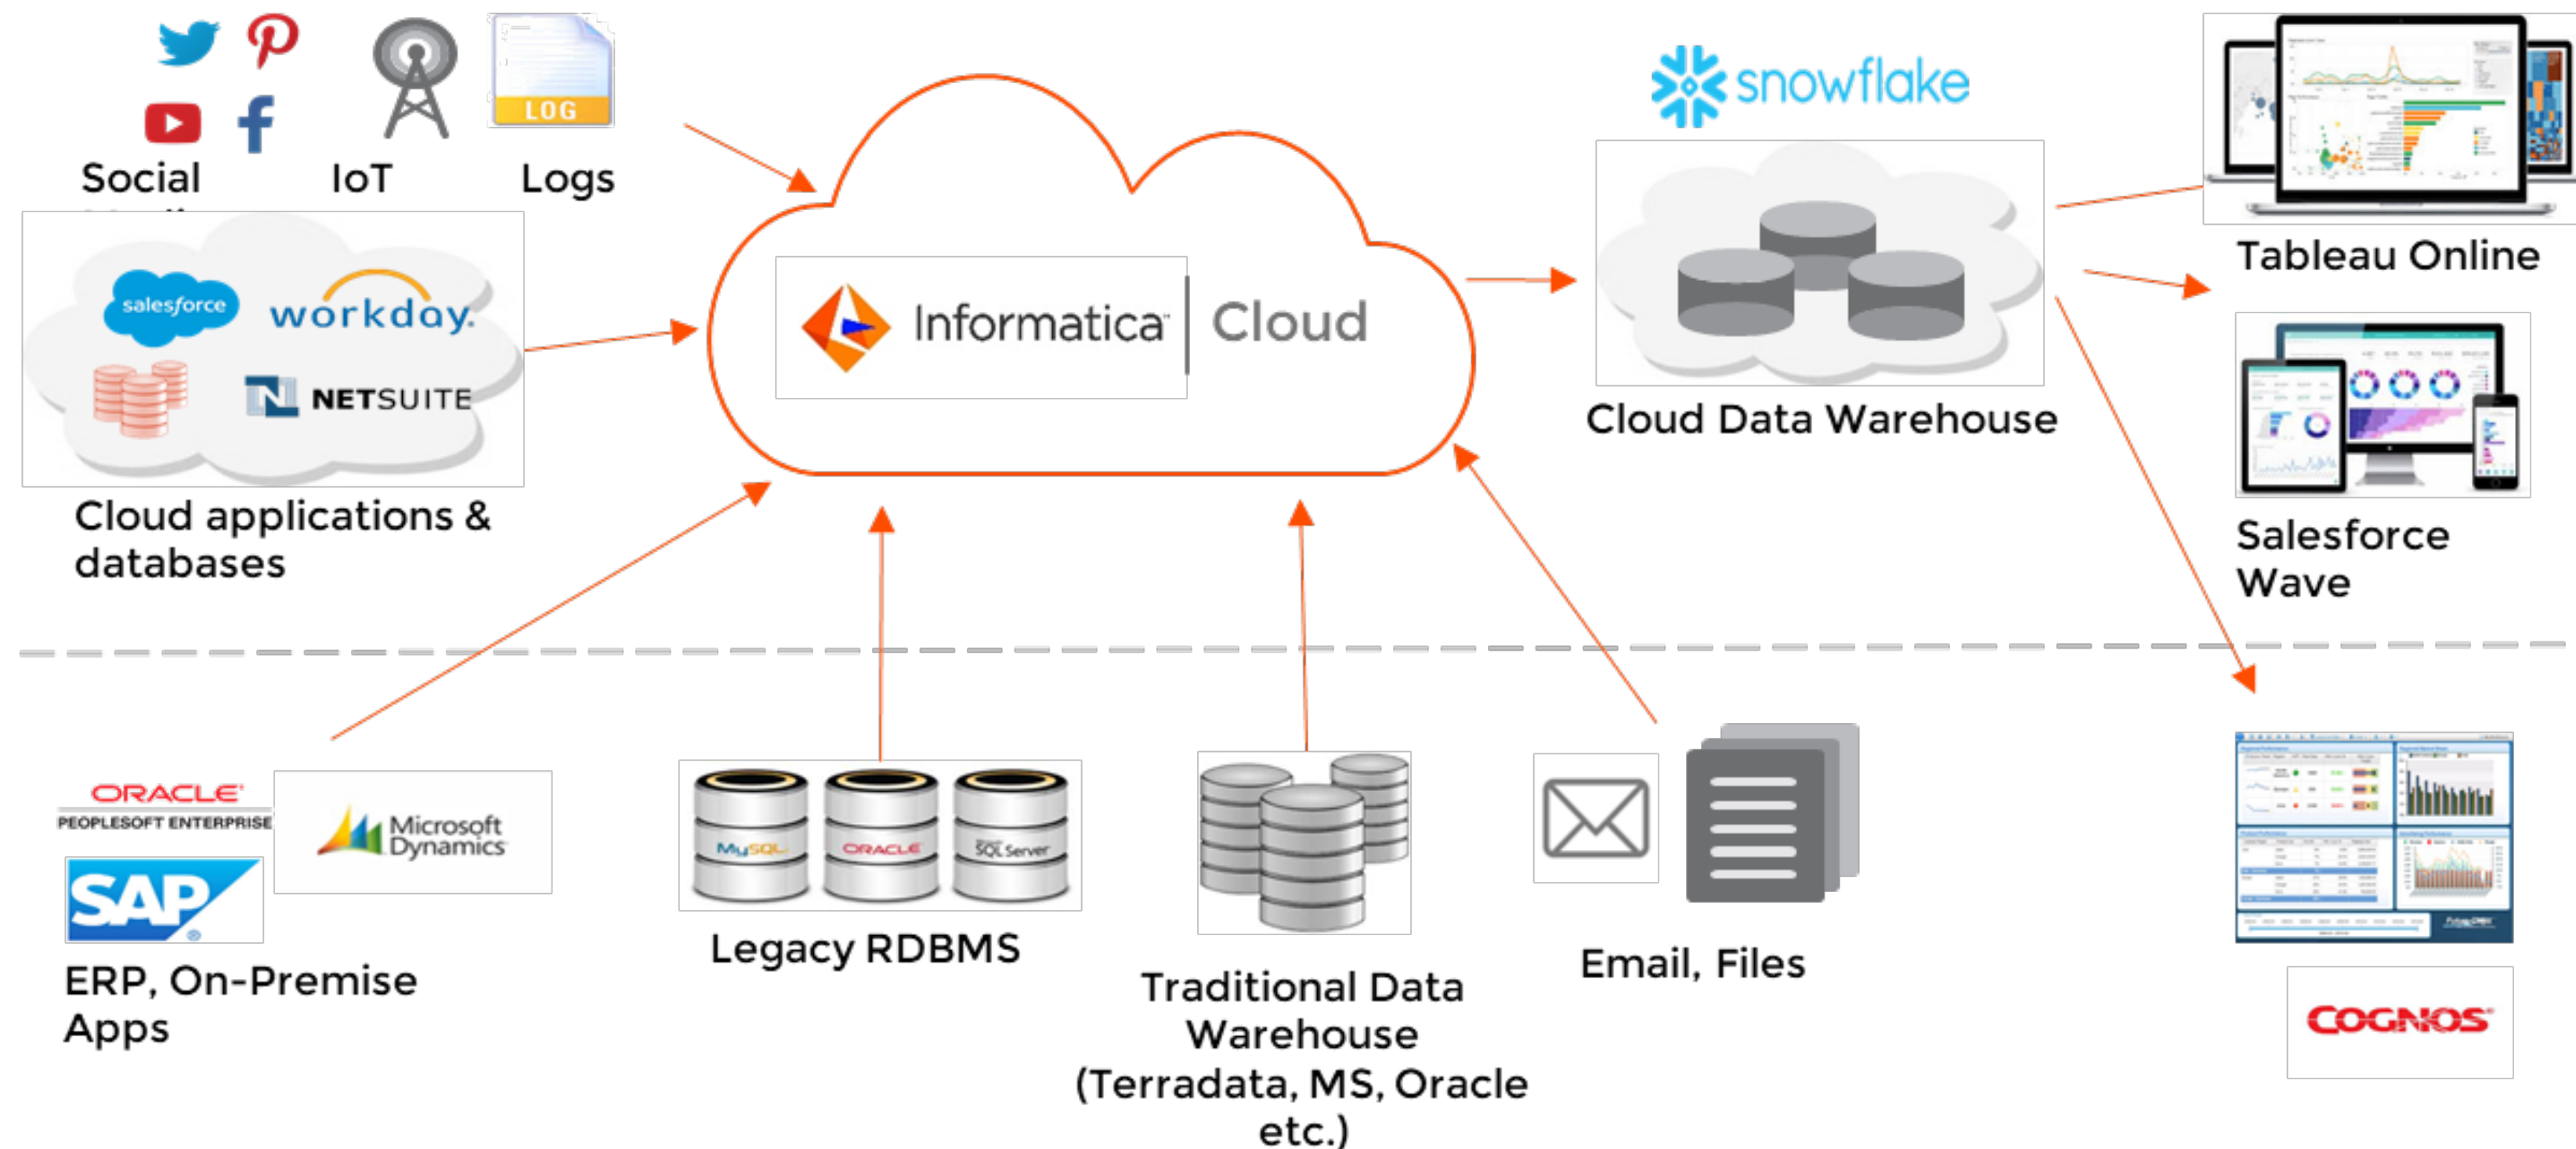 LOG
snowflake
Social
IoT
Logs
salesforce
workday.
NETSUITE
Informatica
Cloud
Tableau Online
Cloud Data Warehouse
Cloud applications &
databases
Salesforce
Wave
ORACLE
PEOPLESOFT ENTERPRISE
Microsoft
Dynamics
SAP
MySQL
ORACLE
SQL Server
ERP, On-Premise
Apps
Legacy RDBMS
Traditional Data
Warehouse
(Terradata, MS, Oracle
etc.)
Email, Files
COGNOS